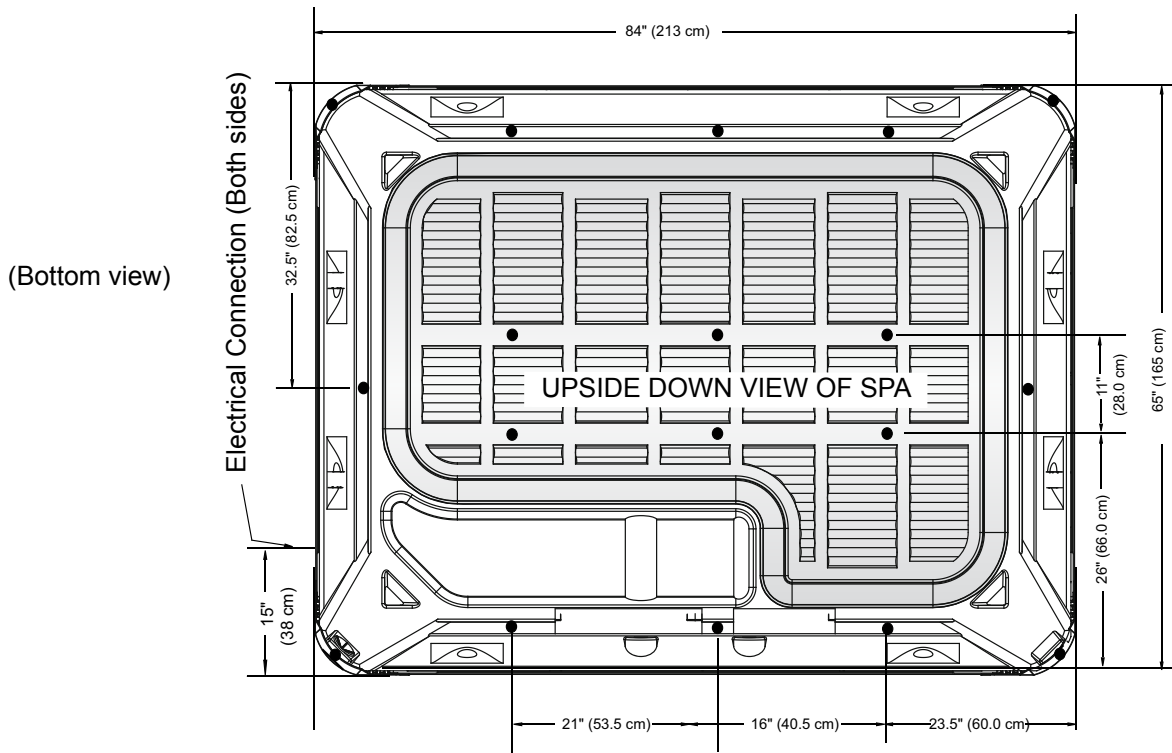 84" (213 cm)
Electrical Connection (Both sides)
32.5" (82.5 cm)
(Bottom view)
UPSIDE DOWN VIEW OF SPA
11"
(28.0 cm)
65" (165 cm)
26" (66.0 cm)
15"
(38 cm)
21" (53.5 cm)
16" (40.5 cm)
23.5" (60.0 cm)